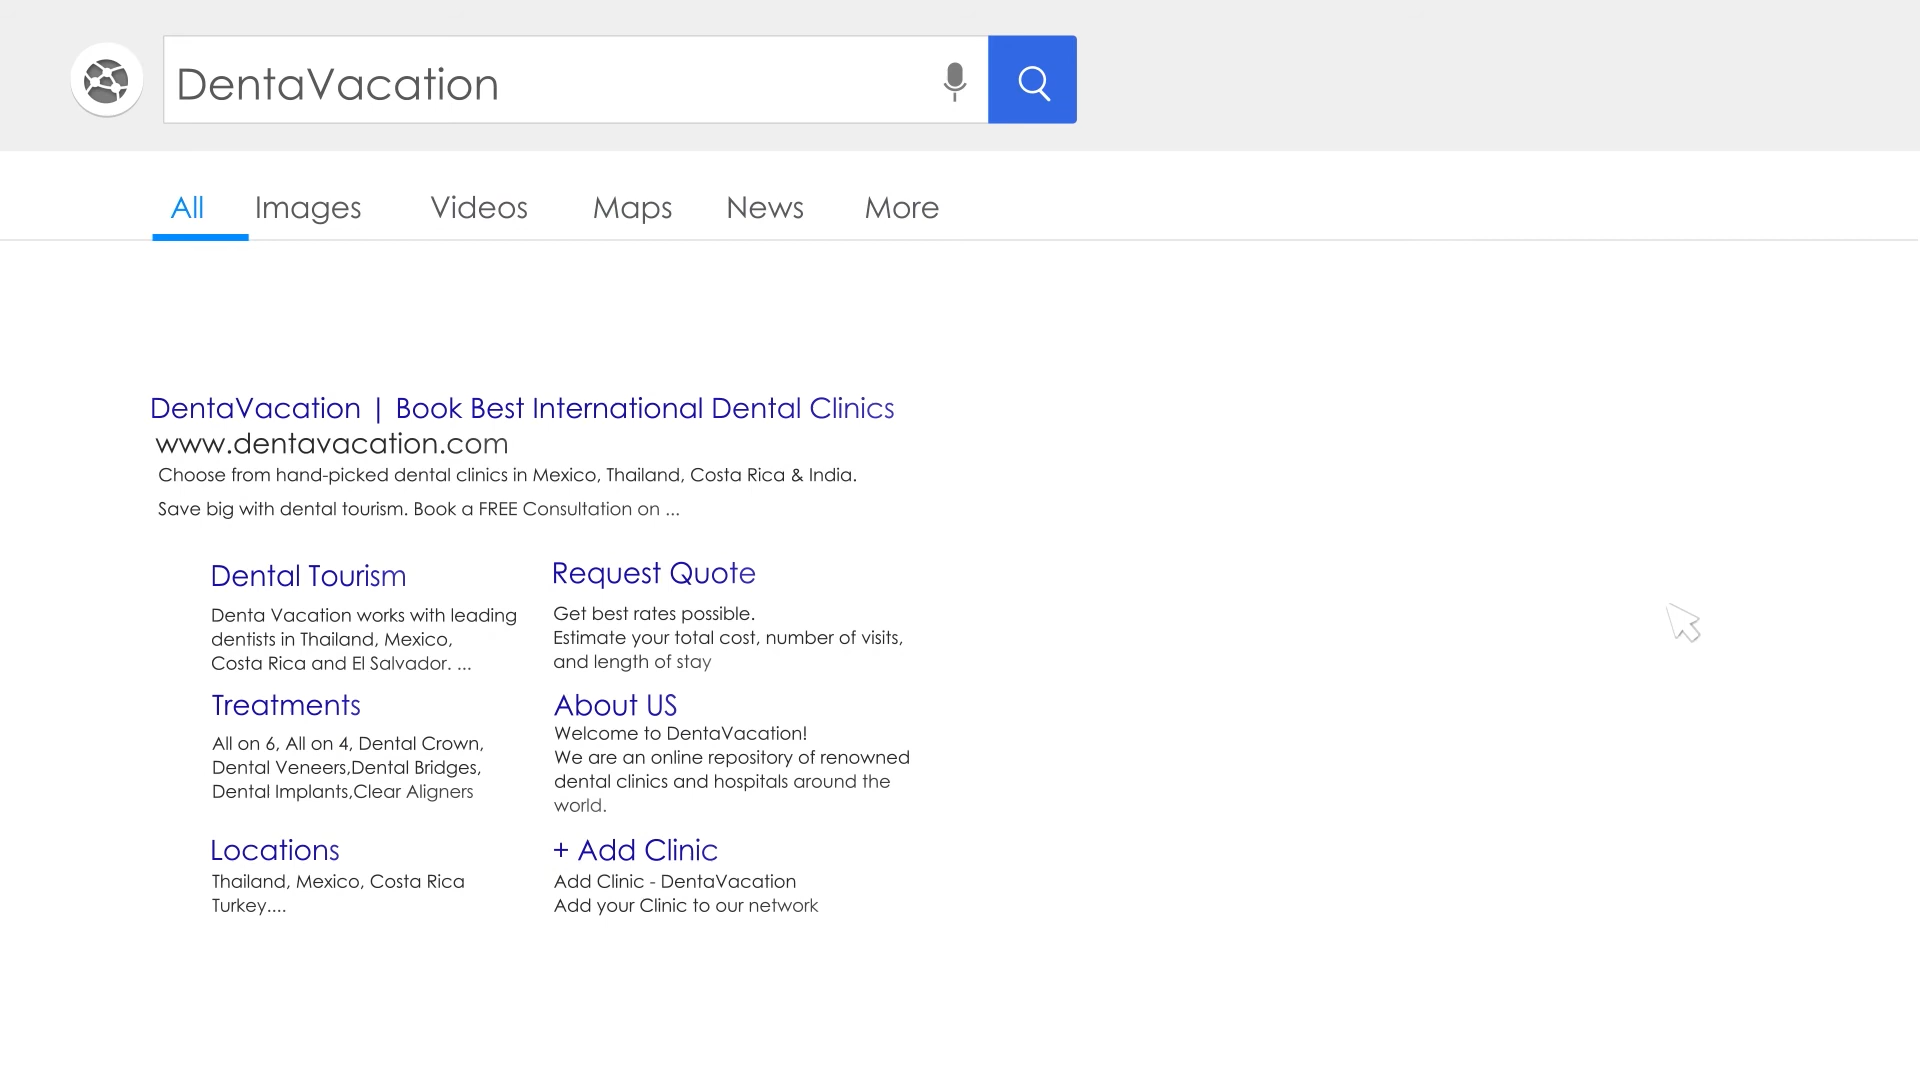 DentaVacation
All Images Videos Maps News More
DentaVacation | Book Best International Dental Clinics
www.dentavacation.com
Choose from hand-picked dental clinics in Mexico, Thailand, Costa Rica & India.
Save big with dental tourism. Book a FREE Consultation on ...
Dental Tourism
Denta Vacation works with leading
dentists in Thailand, Mexico,
Costa Rica and El Salvador. ...
Request Quote
Get best rates possible.
Estimate your total cost, number of visits,
and length of stay
Treatments
All on 6, All on 4, Dental Crown,
Dental Veneers,Dental Bridges,
Dental Implants,Clear Aligners
About US
Welcome to DentaVacation!
We are an online repository of renowned
dental clinics and hospitals around the
world.
Locations
Thailand, Mexico, Costa Rica
Turkey....
+ Add Clinic
Add Clinic - DentaVacation
Add your Clinic to our network